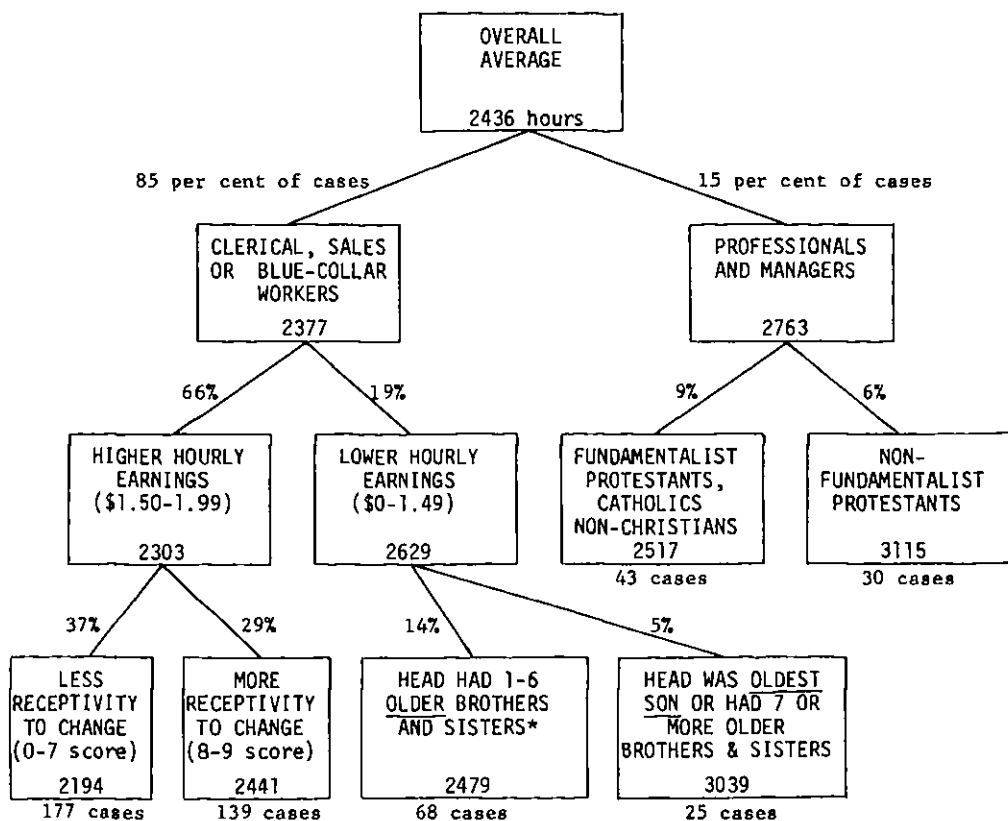 OVERALL
AVERAGE
2436 hours
85 per cent of cases
15 per cent of cases
CLERICAL, SALES
OR BLUE-COLLAR
WORKERS
2377
PROFESSIONALS
AND MANAGERS
2763
66%
19%
9%
6%
HIGHER HOURLY
EARNINGS
($1.50-1.99)
2303
LOWER HOURLY
EARNINGS
($0-1.49)
2629
FUNDAMENTALIST
PROTESTANTS,
CATHOLICS
NON-CHRISTIANS
2517
43 cases
NON-
FUNDAMENTALIST
PROTESTANTS
3115
30 cases
37%
29%
14%
5%
LESS
RECEPTIVITY
TO CHANGE
(0-7 score)
2194
177 cases
MORE
RECEPTIVITY
TO CHANGE
(8-9 score)
2441
139 cases
HEAD HAD 1-6
OLDER BROTHERS
AND SISTERS*
2479
68 cases
HEAD WAS OLDEST
SON OR HAD 7 OR
MORE OLDER
BROTHERS & SISTERS
3039
25 cases